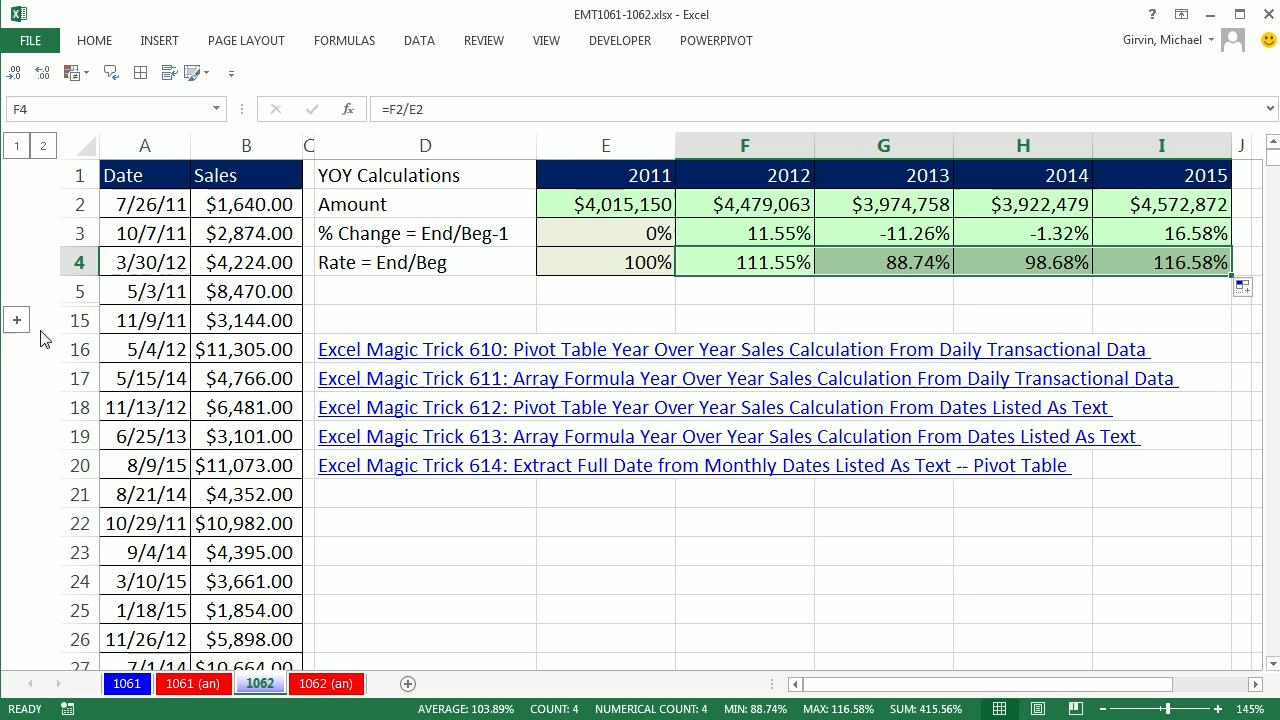 EMT1061-1062.xlsx - Excel
?
FILE HOME INSERT PAGE LAYOUT FORMULAS DATA REVIEW VIEW DEVELOPER POWERPIVOT Girvin, Michael
F4 fx =F2/E2
1 2 A B C D E F G H I J
1 Date Sales YOY Calculations 2011 2012 2013 2014 2015
2 7/26/11 $1,640.00 Amount $4,015,150 $4,479,063 $3,974,758 $3,922,479 $4,572,872
3 10/7/11 $2,874.00 % Change = End/Beg-1 0% 11.55% -11.26% -1.32% 16.58%
4 3/30/12 $4,224.00 Rate = End/Beg 100% 111.55% 88.74% 98.68% 116.58%
5 5/3/11 $8,470.00
15 11/9/11 $3,144.00
16 5/4/12 $11,305.00 Excel Magic Trick 610: Pivot Table Year Over Year Sales Calculation From Daily Transactional Data
17 5/15/14 $4,766.00 Excel Magic Trick 611: Array Formula Year Over Year Sales Calculation From Daily Transactional Data
18 11/13/12 $6,481.00 Excel Magic Trick 612: Pivot Table Year Over Year Sales Calculation From Dates Listed As Text
19 6/25/13 $3,101.00 Excel Magic Trick 613: Array Formula Year Over Year Sales Calculation From Dates Listed As Text
20 8/9/15 $11,073.00 Excel Magic Trick 614: Extract Full Date from Monthly Dates Listed As Text -- Pivot Table
21 8/21/14 $4,352.00
22 10/29/11 $10,982.00
23 9/4/14 $4,395.00
24 3/10/15 $3,661.00
25 1/18/15 $1,854.00
26 11/26/12 $5,898.00
27 7/1/14 $10,664.00
1061 1061 (an) 1062 1062 (an)
READY AVERAGE: 103.89% COUNT: 4 NUMERICAL COUNT: 4 MIN: 88.74% MAX: 116.58% SUM: 415.56% 145%